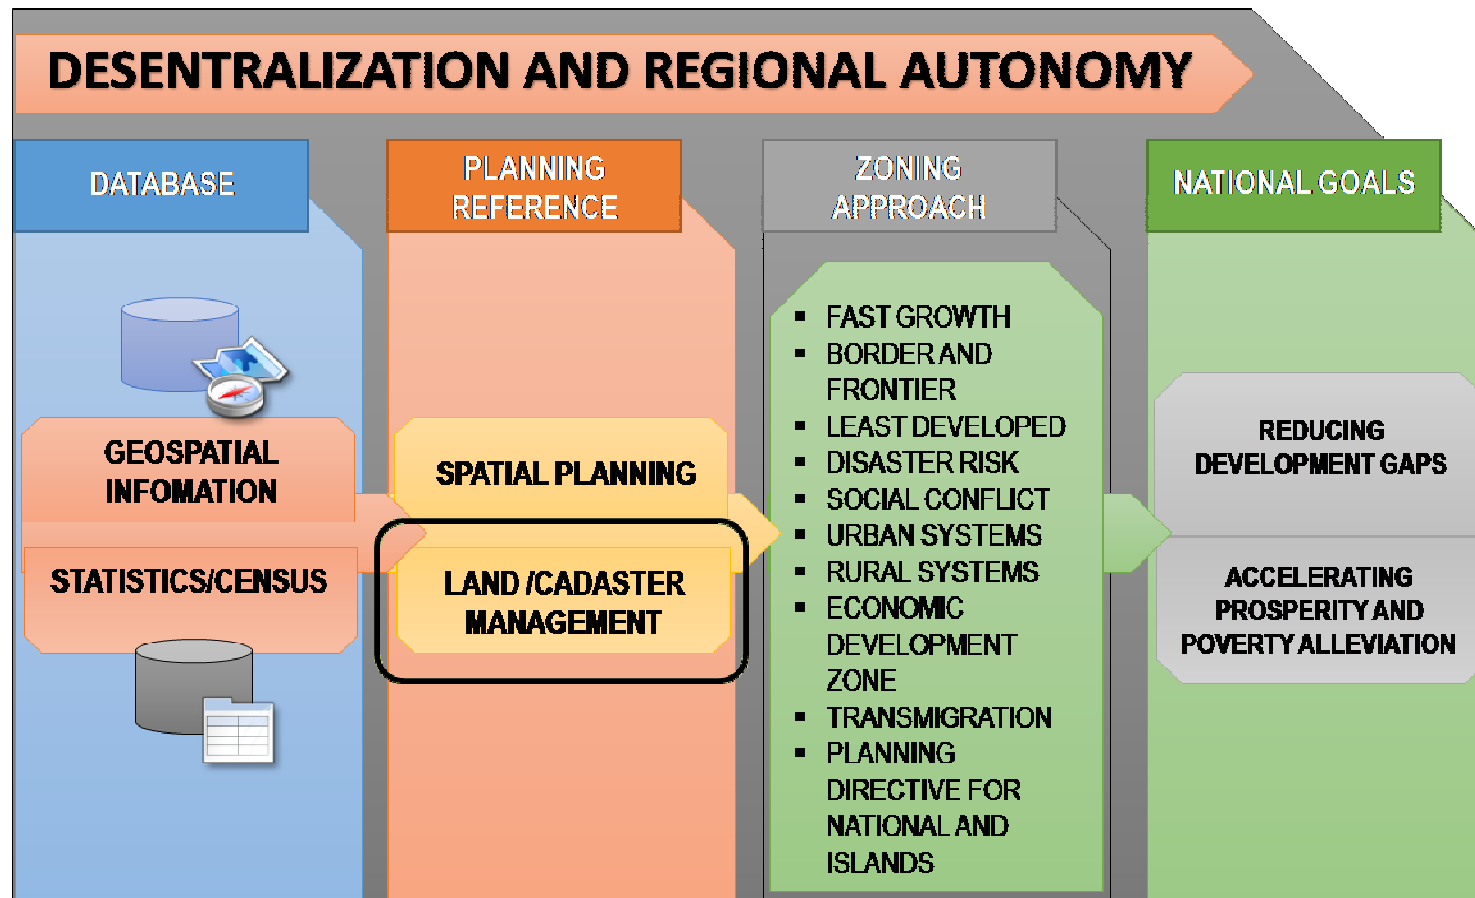 DESENTRALIZATION AND REGIONAL AUTONOMY
DATABASE
GEOSPATIAL
INFOMATION
STATISTICS/CENSUS
PLANNING
REFERENCE
SPATIAL PLANNING
LAND /CADASTER
MANAGEMENT
ZONING
APPROACH
▪ FAST GROWTH
▪ BORDER AND
FRONTIER
▪ LEAST DEVELOPED
▪ DISASTER RISK
▪ SOCIAL CONFLICT
▪ URBAN SYSTEMS
▪ RURAL SYSTEMS
▪ ECONOMIC
DEVELOPMENT
ZONE
▪ TRANSMIGRATION
▪ PLANNING
DIRECTIVE FOR
NATIONAL AND
ISLANDS
NATIONAL GOALS
REDUCING
DEVELOPMENT GAPS
ACCELERATING
PROSPERITY AND
POVERTY ALLEVIATION